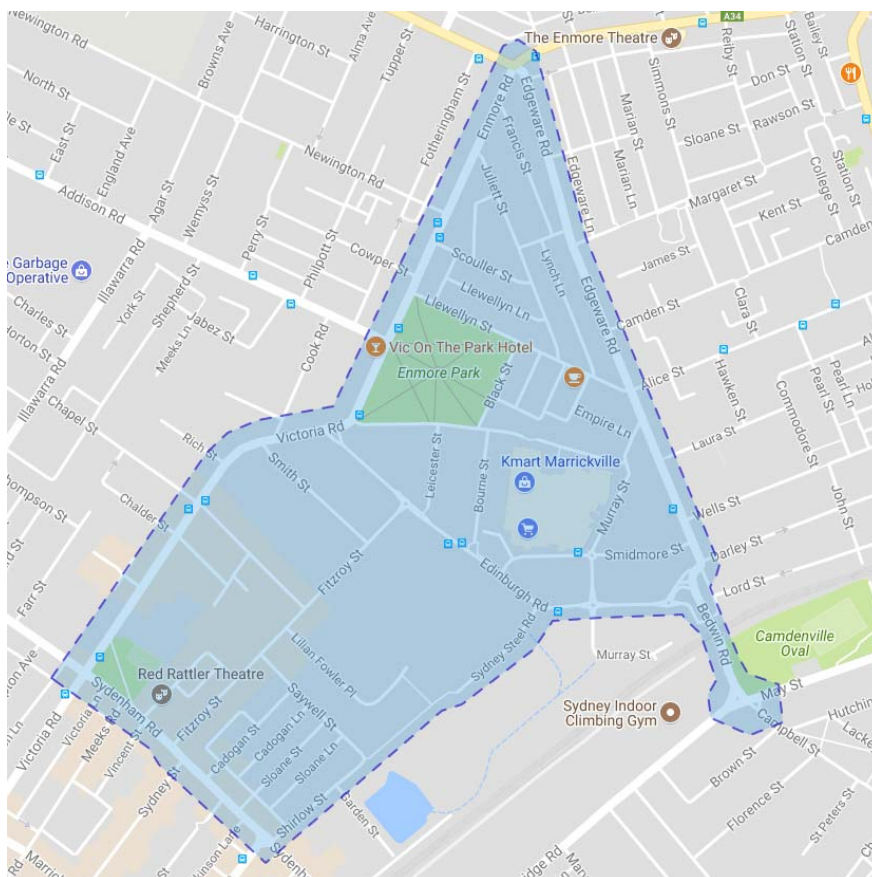 Newington Rd
Harrington St
Browns Ave
Alma Ave
Tupper St
The Enmore Theatre
A34
Reiby St
Station St
Bailey St
Don St
North St
Simmons St
Fotheringham St
Enmore Rd
Edgeware Rd
Marian St
Rawson St
Sloane St
East St
England Ave
Francis St
Newington Rd
Juliett St
Edgeware Ln
Marian Ln
Station St
College St
Margaret St
Addison Rd
Agar St
Wemyss St
Perry St
Philpott St
Kent St
Camden
Cowper St
Scouller St
Lynch Ln
James St
e Garbage
Operative
Illawarra Rd
York St
Shepherd St
Llewellyn Ln
Llewellyn St
Edgeware Rd
Camden St
Clara St
Charles St
Meeks Ln
Jabez St
Horton St
Cook Rd
Vic On The Park Hotel
Enmore Park
Black St
Alice St
Hawken St
Pearl St
Pearl Ln
Commodore St
Illawarra Rd
Chapel St
Empire Ln
Rich St
Victoria Rd
Laura St
Smith St
Leicester St
Bourne St
Kmart Marrickville
Murray St
Thompson St
Chalder St
Wells St
John St
Farr St
Fitzroy St
Edinburgh Rd
Smidmore St
Darley St
Lord St
Bedwin Rd
Lilian Fowler Pl
Sydney Steel Rd
Murray St
Camdenville
Oval
Red Rattler Theatre
Sydenham Rd
Victoria Ln
Victoria Rd
Meeks Rd
Vincent St
Fitzroy St
Saywell St
Cadogan St
Cadogan Ln
Sloane St
Sloane Ln
Sydney Indoor
Climbing Gym
May St
Campbell St
Hutchin
Lacke
Sydney St
Shirlow St
Garden St
Brown St
Florence St
St Peters St